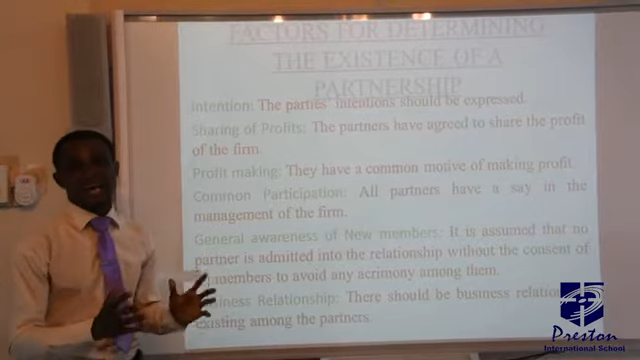 FACTORS FOR DETERMINING
THE EXISTENCE OF A
PARTNERSHIP
Intention: The parties' intentions should be expressed.
Sharing of Profits: The partners have agreed to share the profit
of the firm.
Profit making: They have a common motive of making profit.
Common Participation: All partners have a say in the
management of the firm.
General awareness of New members: It is assumed that no
partner is admitted into the relationship without the consent of
members to avoid any acrimony among them.
Relationship: There should be business
existing among the partners.
Preston
International School